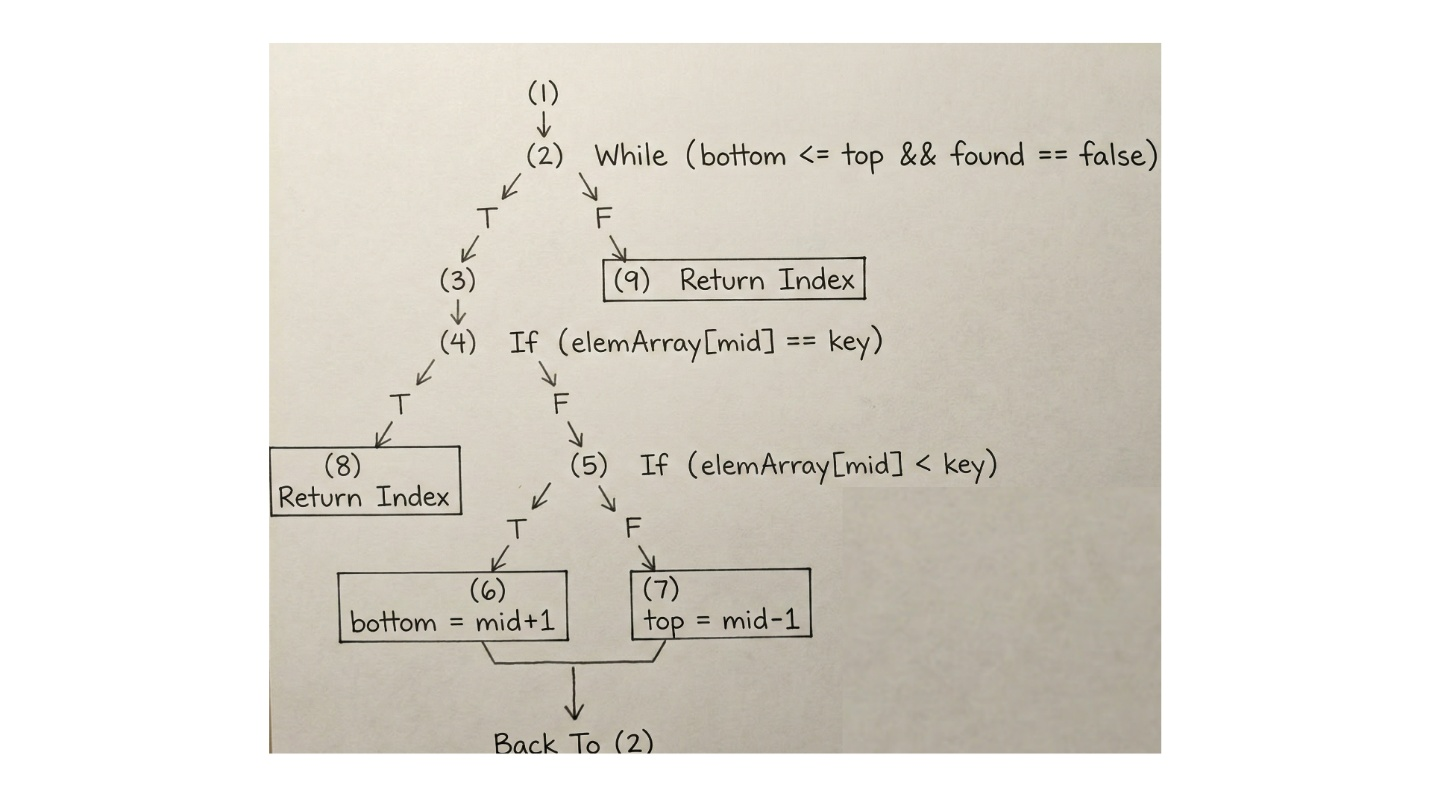 (1)
(2) While (bottom <= top && found == false)
T F
(3) (9) Return Index
(4) If (elemArray[mid] == key)
T F
(8) (5) If (elemArray[mid] < key)
Return Index
T F
(6) (7)
bottom = mid+1 top = mid-1
Back To (2)